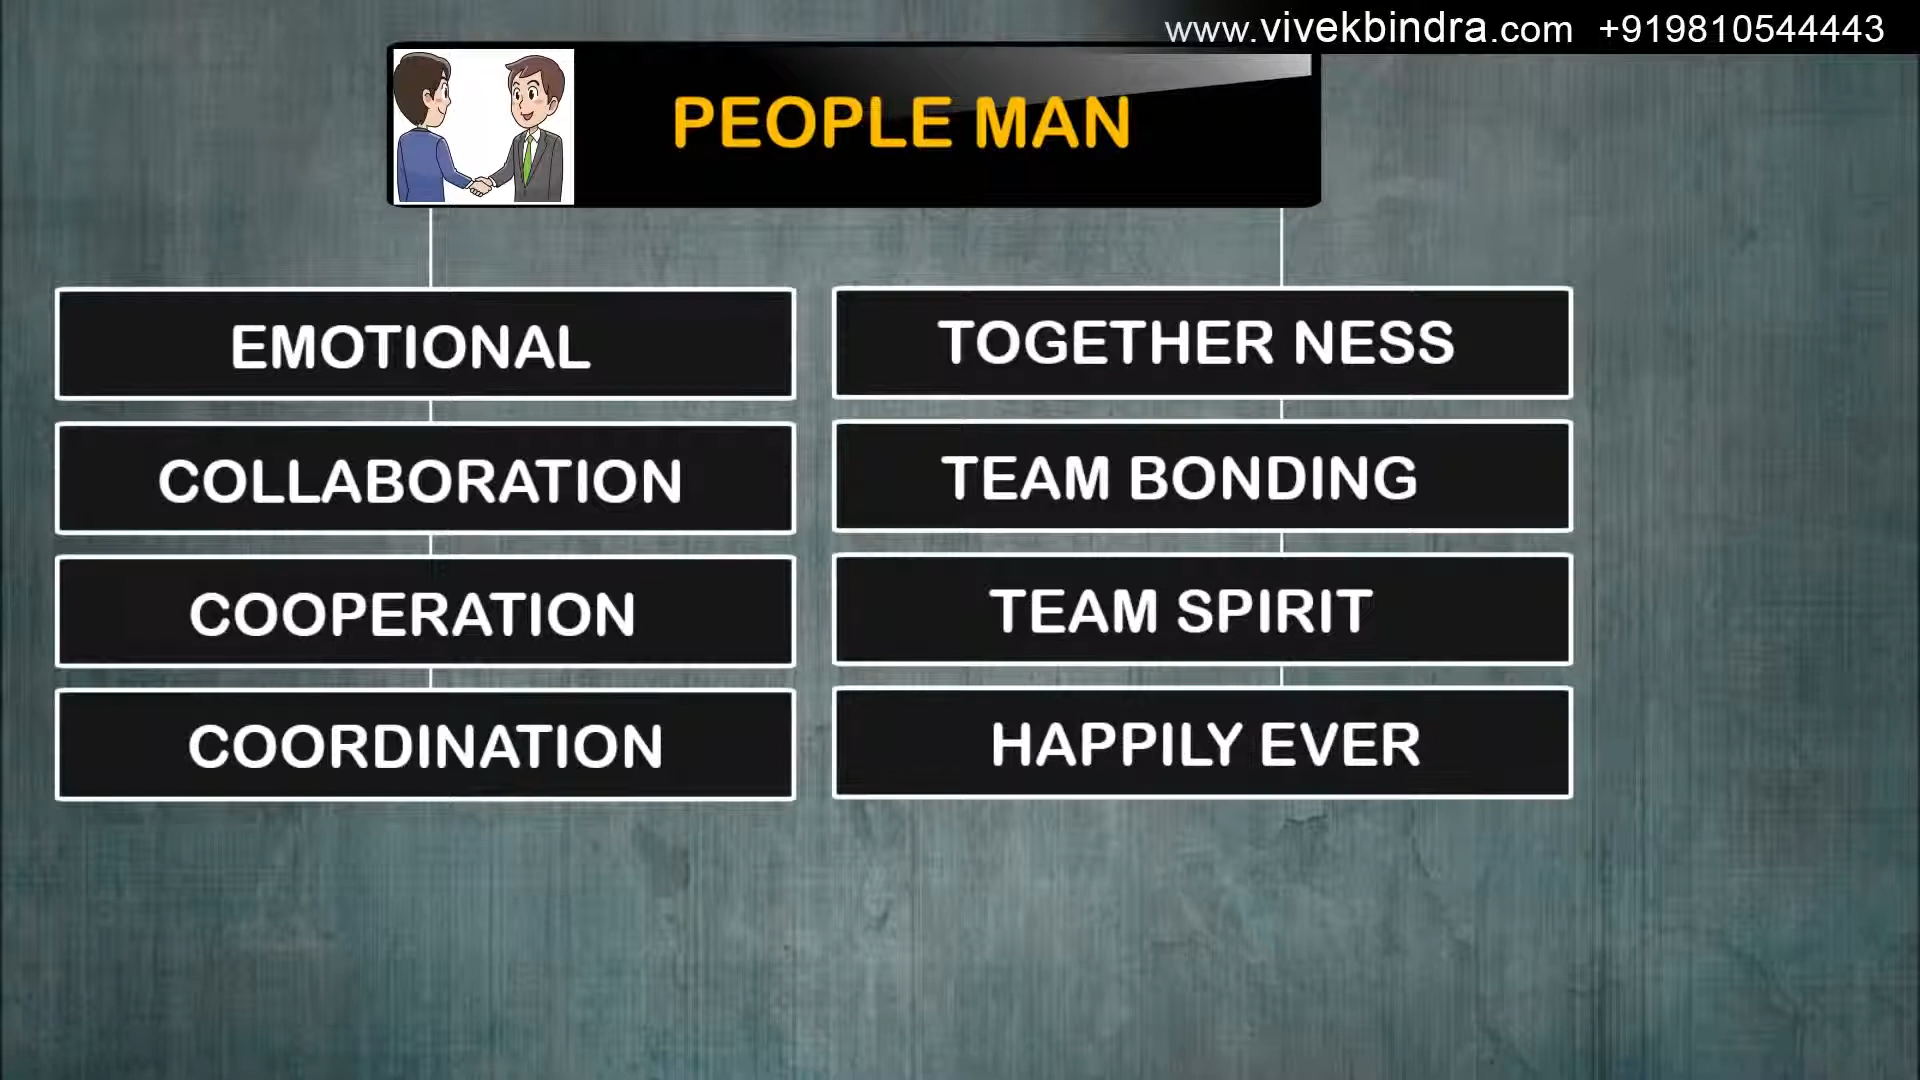 www.vivekbindra.com +919810544443
PEOPLE MAN
EMOTIONAL
COLLABORATION
COOPERATION
COORDINATION
TOGETHER NESS
TEAM BONDING
TEAM SPIRIT
HAPPILY EVER